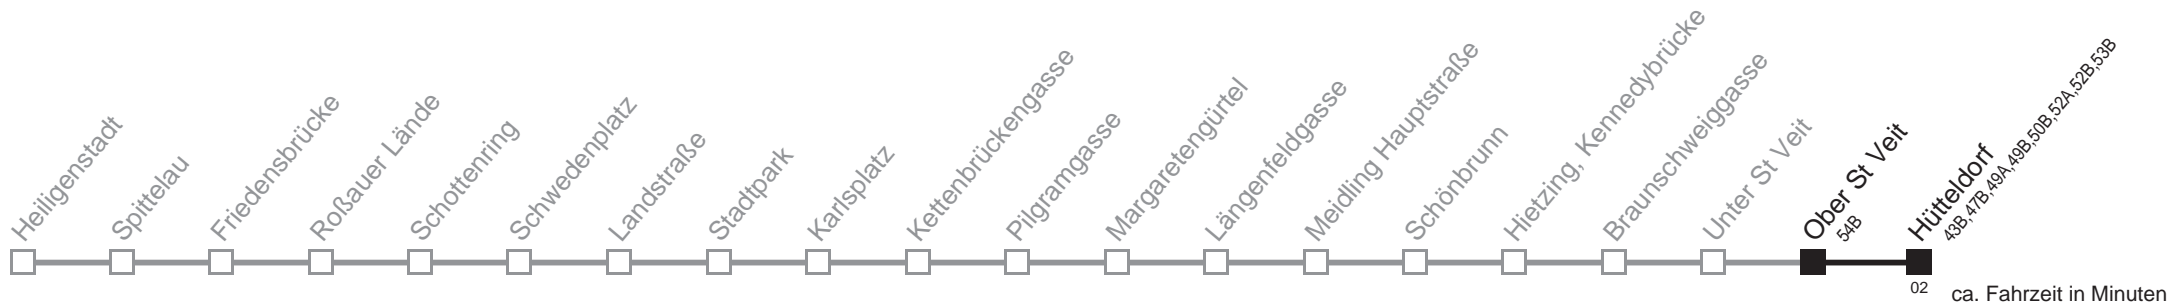 Heiligenstadt
Spittelau
Friedensbrücke
Roßauer Lände
Schottenring
Schwedenplatz
Landstraße
Stadtpark
Karlsplatz
Kettenbrückengasse
Pilgramgasse
Margaretengürtel
Längenfeldgasse
Meidling Hauptstraße
Schönbrunn
Hietzing, Kennedybrücke
Braunschweiggasse
Unter St Veit
Ober St Veit
54B
Hütteldorf
43B,47B,49A,49B,50B,52A,52B,53B
02
ca. Fahrzeit in Minuten